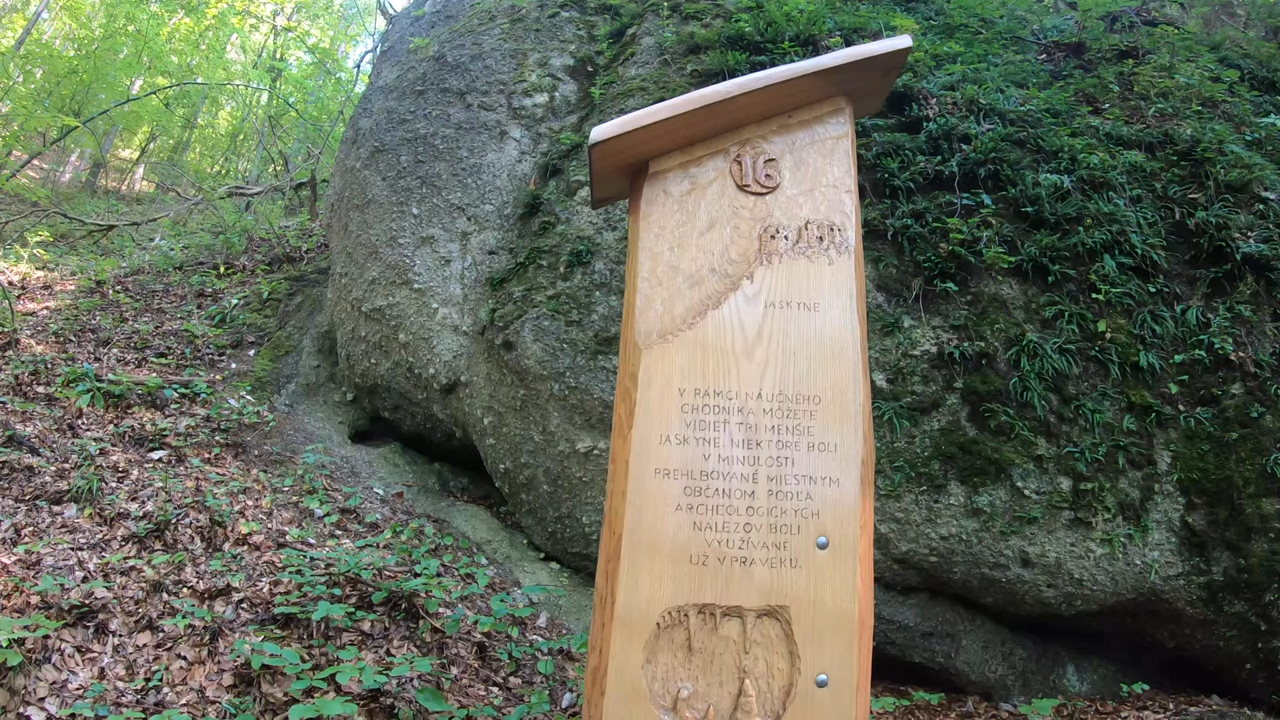 16
JASKYNE
V RÁMCI NÁUČNÉHO
CHODNÍKA MÔŽETE
VIDIEŤ TRI MENŠIE
JASKYNE. NIEKTORÉ BOLI
V MINULOSTI
PREHLBOVANÉ MIESTNYM
OBČANOM. PODĽA
ARCHEOLOGICKÝCH
NÁLEZOV BOLI
VYUŽÍVANÉ
UŽ V PRAVEKU.